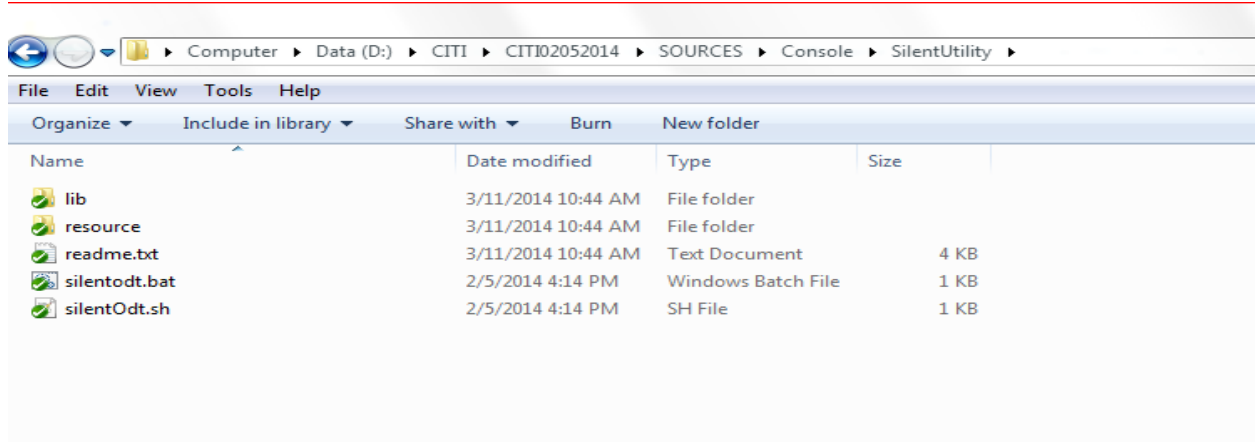 Computer Data (D:) CITI CITI02052014 SOURCES Console SilentUtility
File Edit View Tools Help
Organize Include in library Share with Burn New folder
Name Date modified Type Size
lib 3/11/2014 10:44 AM File folder
resource 3/11/2014 10:44 AM File folder
readme.txt 3/11/2014 10:44 AM Text Document 4 KB
silentodt.bat 2/5/2014 4:14 PM Windows Batch File 1 KB
silentOdt.sh 2/5/2014 4:14 PM SH File 1 KB